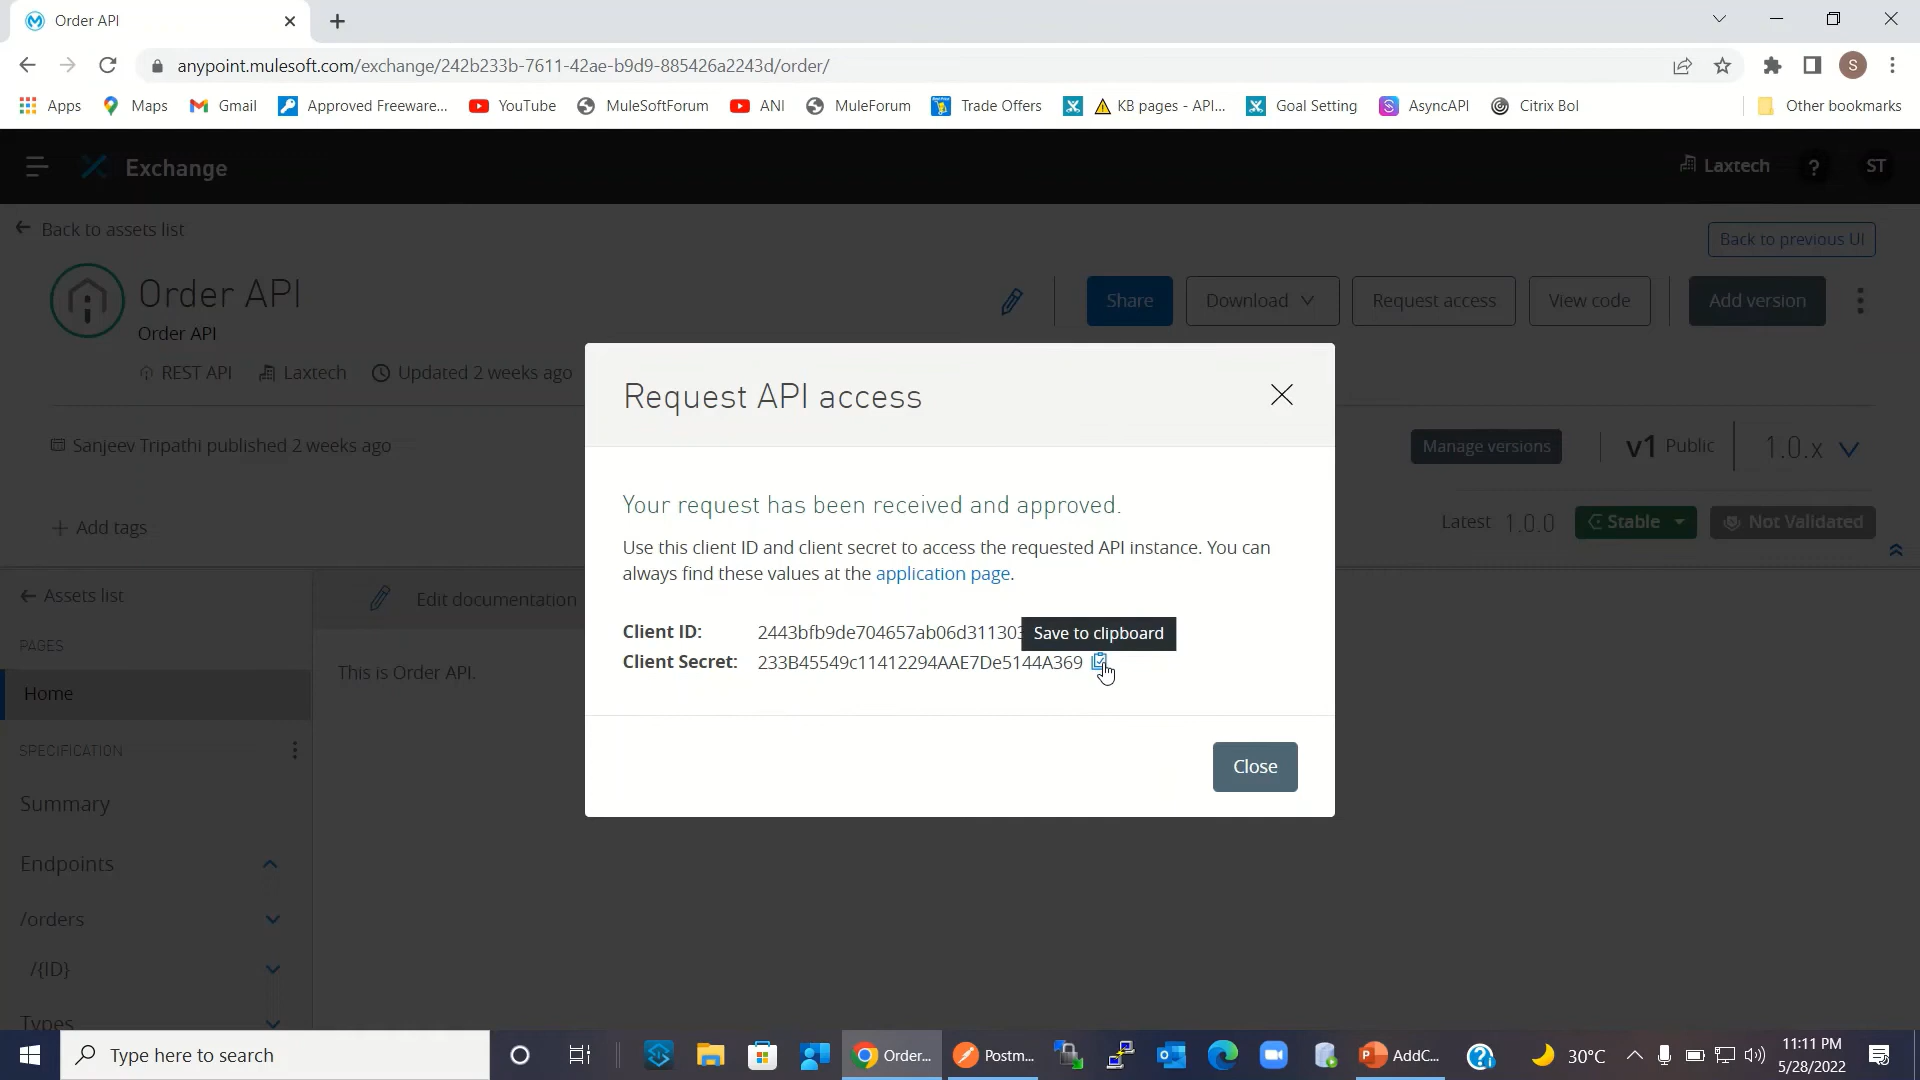 Order API
anypoint.mulesoft.com/exchange/242b233b-7611-42ae-b9d9-885426a2243d/order/
S
Apps Maps Gmail Approved Freeware... YouTube MuleSoftForum ANI MuleForum Trade Offers KB pages - API... Goal Setting AsyncAPI Citrix Bol Other bookmarks
Exchange Laxtech ? ST
Back to assets list Back to previous UI
Order API Share Download Request access View code Add version
Order API
REST API Laxtech Updated 2 weeks ago
Request API access
Sanjeev Tripathi published 2 weeks ago Manage versions v1 Public 1.0.x
Your request has been received and approved.
Add tags Latest 1.0.0 Stable Not Validated
Use this client ID and client secret to access the requested API instance. You can
always find these values at the application page.
Assets list Edit documentation
Client ID: 2443bfb9de704657ab06d311303 Save to clipboard
PAGES
Client Secret: 233B45549c11412294AAE7De5144A369
This is Order API.
Home
SPECIFICATION
Close
Summary
Endpoints
/orders
/{ID}
Types
Type here to search Order... Postm... AddC... 30°C 11:11 PM
5/28/2022